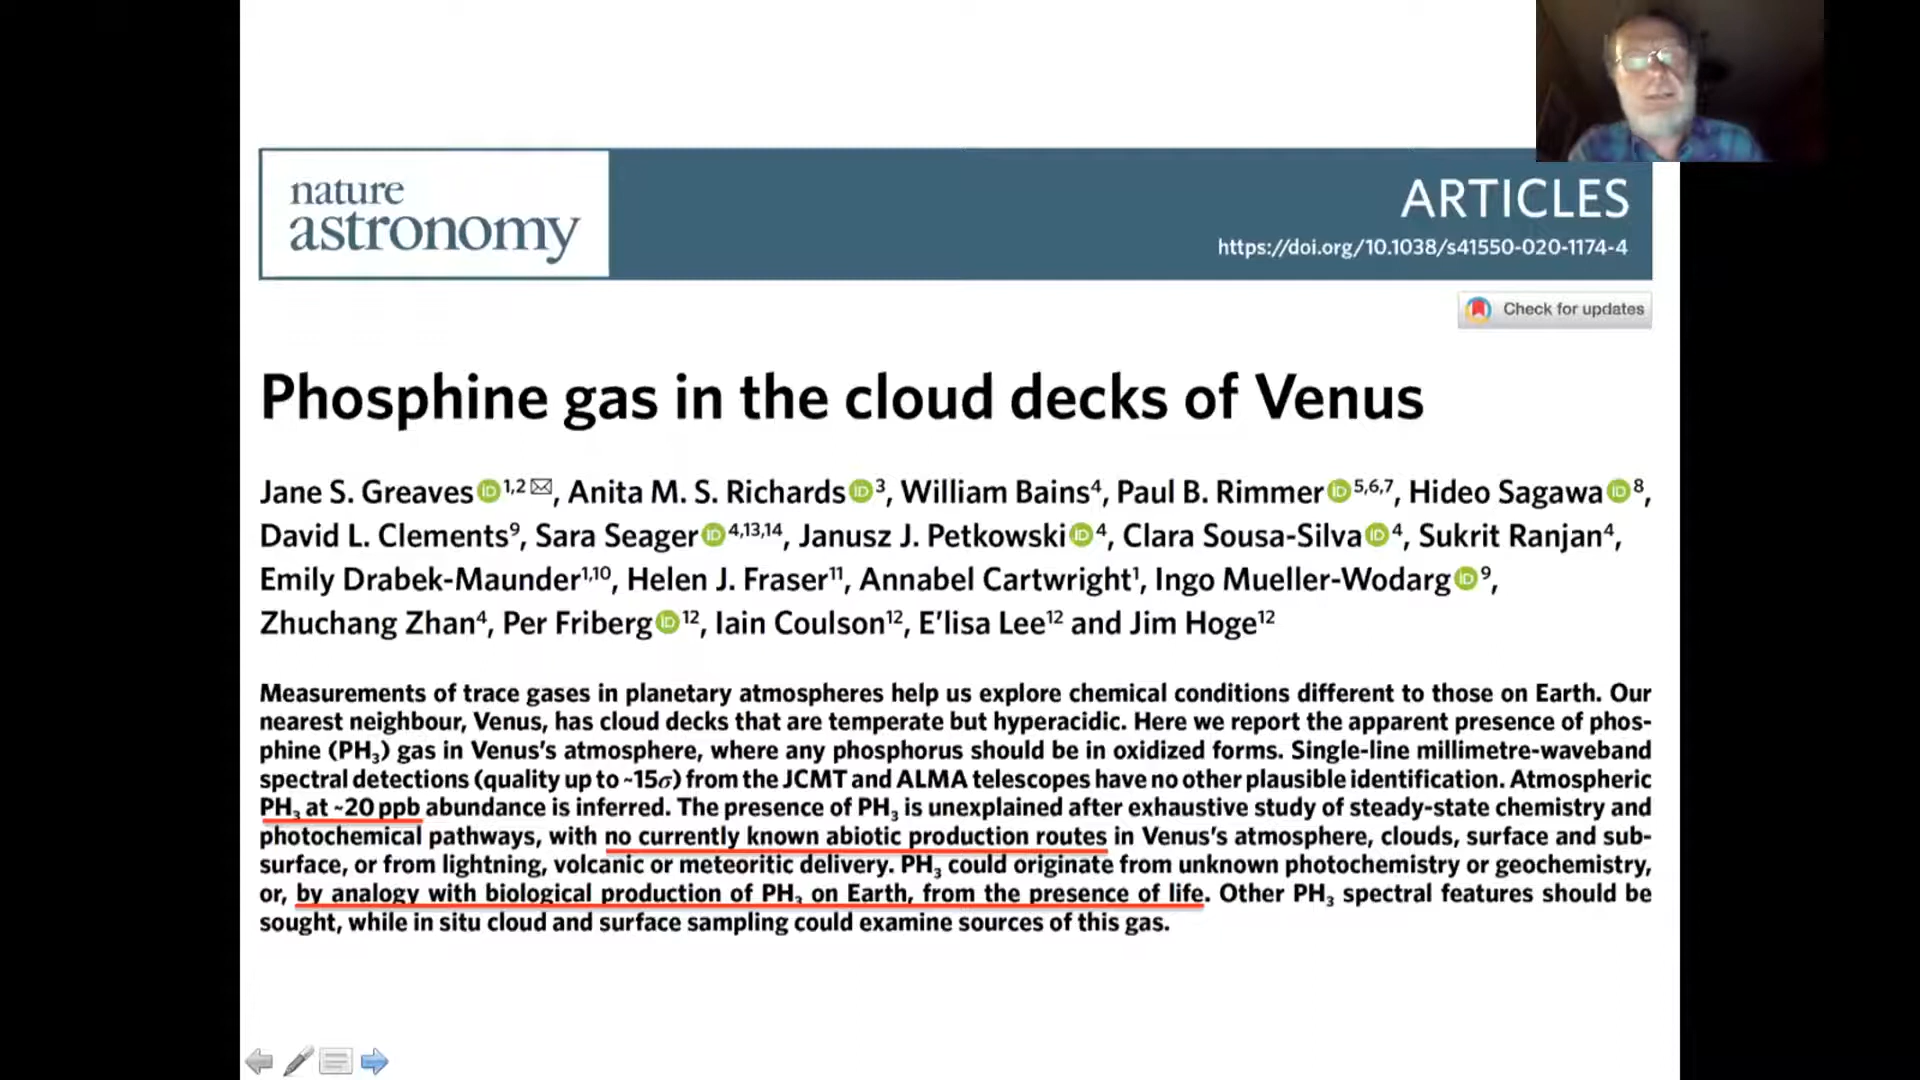 nature
astronomy
ARTICLES
https://doi.org/10.1038/s41550-020-1174-4
Check for updates
Phosphine gas in the cloud decks of Venus
Jane S. Greaves iD 1,2 ✉, Anita M. S. Richards iD 3, William Bains4, Paul B. Rimmer iD 5,6,7, Hideo Sagawa iD 8,
David L. Clements9, Sara Seager iD 4,13,14, Janusz J. Petkowski iD 4, Clara Sousa-Silva iD 4, Sukrit Ranjan4,
Emily Drabek-Maunder1,10, Helen J. Fraser11, Annabel Cartwright1, Ingo Mueller-Wodarg iD 9,
Zhuchang Zhan4, Per Friberg iD 12, Iain Coulson12, E'lisa Lee12 and Jim Hoge12
Measurements of trace gases in planetary atmospheres help us explore chemical conditions different to those on Earth. Our
nearest neighbour, Venus, has cloud decks that are temperate but hyperacidic. Here we report the apparent presence of phos-
phine (PH3) gas in Venus's atmosphere, where any phosphorus should be in oxidized forms. Single-line millimetre-waveband
spectral detections (quality up to ~15σ) from the JCMT and ALMA telescopes have no other plausible identification. Atmospheric
PH3 at ~20 ppb abundance is inferred. The presence of PH3 is unexplained after exhaustive study of steady-state chemistry and
photochemical pathways, with no currently known abiotic production routes in Venus's atmosphere, clouds, surface and sub-
surface, or from lightning, volcanic or meteoritic delivery. PH3 could originate from unknown photochemistry or geochemistry,
or, by analogy with biological production of PH3 on Earth, from the presence of life. Other PH3 spectral features should be
sought, while in situ cloud and surface sampling could examine sources of this gas.